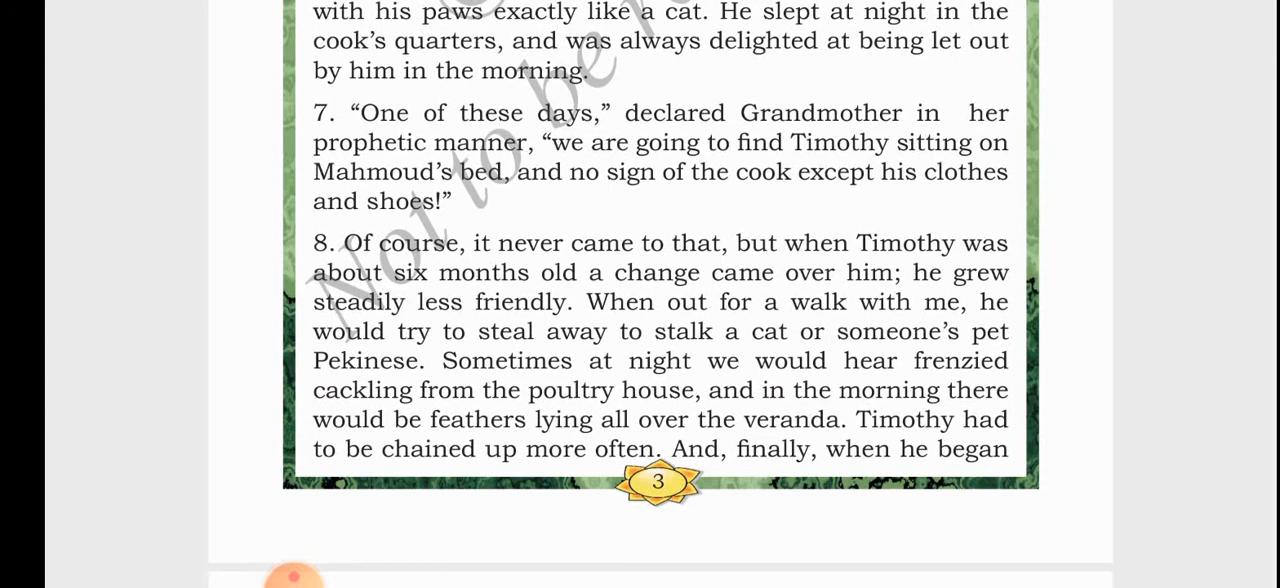 with his paws exactly like a cat. He slept at night in the
cook's quarters, and was always delighted at being let out
by him in the morning.
7. “One of these days,” declared Grandmother in her
prophetic manner, “we are going to find Timothy sitting on
Mahmoud's bed, and no sign of the cook except his clothes
and shoes!”
8. Of course, it never came to that, but when Timothy was
about six months old a change came over him; he grew
steadily less friendly. When out for a walk with me, he
would try to steal away to stalk a cat or someone's pet
Pekinese. Sometimes at night we would hear frenzied
cackling from the poultry house, and in the morning there
would be feathers lying all over the veranda. Timothy had
to be chained up more often. And, finally, when he began
3
Not to be